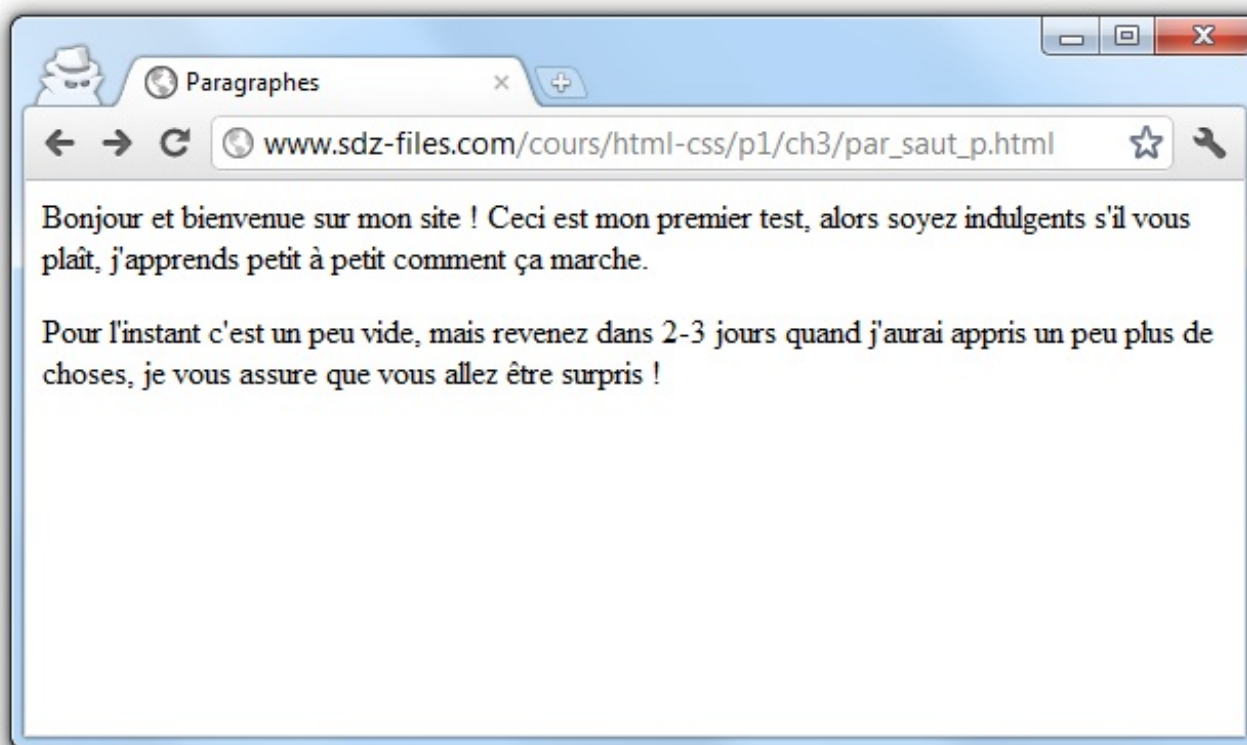 Paragraphes
www.sdz-files.com/cours/html-css/p1/ch3/par_saut_p.html
Bonjour et bienvenue sur mon site ! Ceci est mon premier test, alors soyez indulgents s'il vous
plaît, j'apprends petit à petit comment ça marche.
Pour l'instant c'est un peu vide, mais revenez dans 2-3 jours quand j'aurai appris un peu plus de
choses, je vous assure que vous allez être surpris !